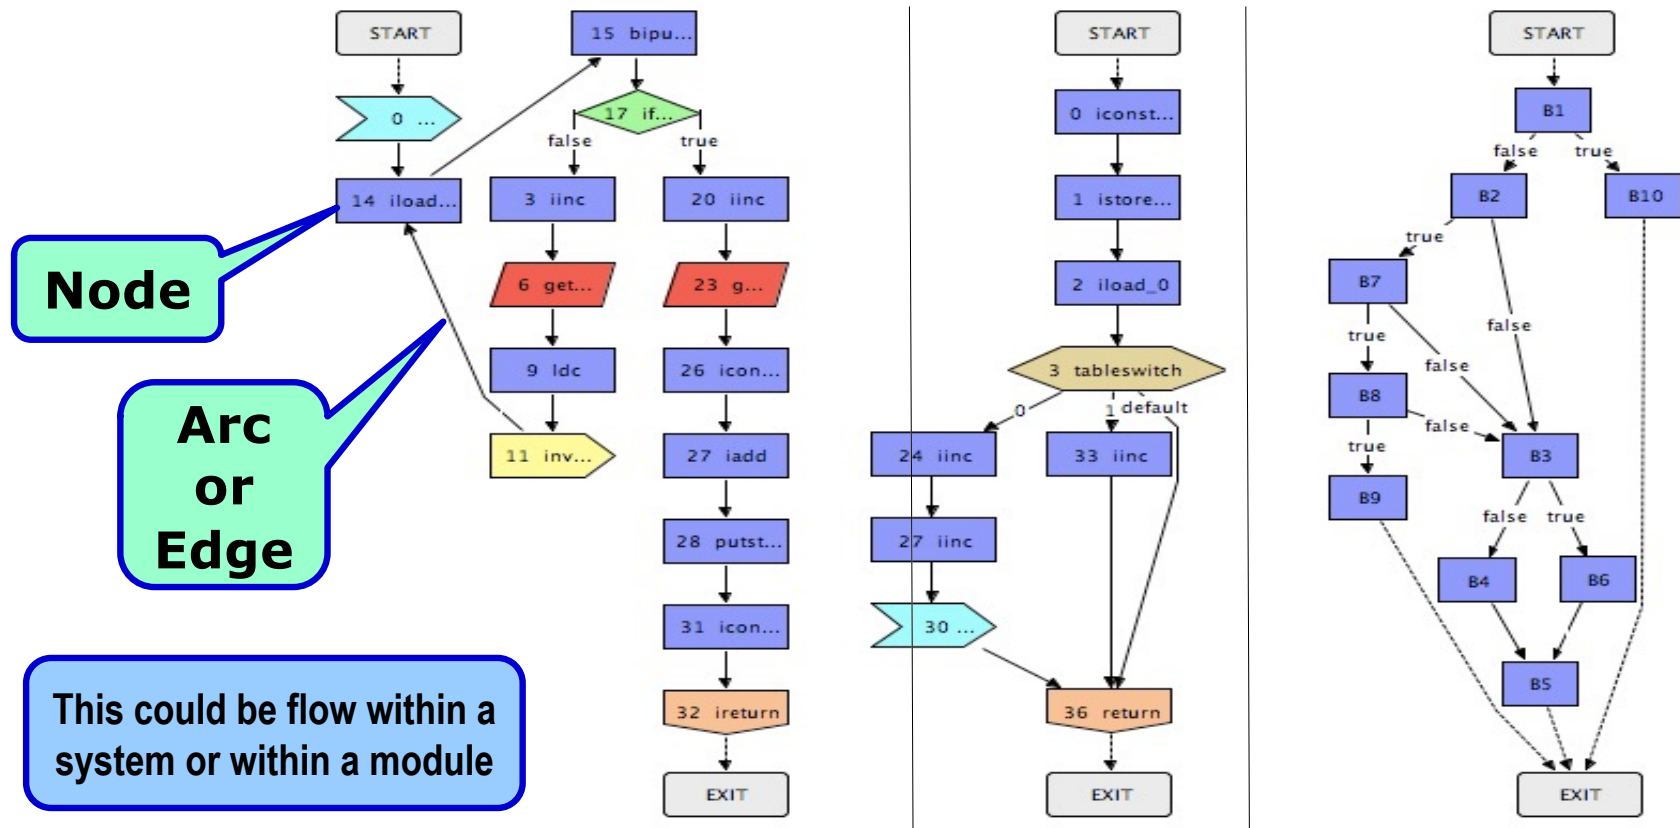 START
15 bipu...
0 ...
17 if...
false
true
14 iload...
3 iinc
20 iinc
Node
6 get...
23 g...
9 ldc
26 icon...
Arc
or
Edge
11 inv...
27 iadd
28 putst...
31 icon...
This could be flow within a
system or within a module
32 ireturn
EXIT
START
0 iconst...
1 istore...
2 iload_0
3 tableswitch
0
1
default
24 iinc
33 iinc
27 iinc
30 ...
36 return
EXIT
START
B1
false
true
B2
B10
true
B7
false
true
false
B8
false
true
B3
B9
false
true
B4
B6
B5
EXIT